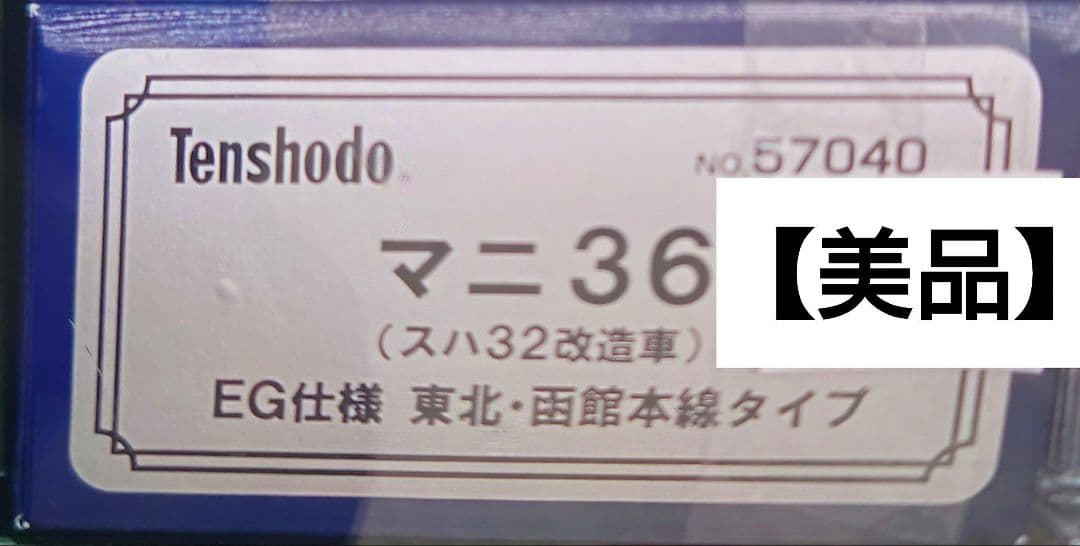 Tenshodo
No.57040
マニ36
【美品】
(スハ32改造車)
EG仕様 東北・函館本線タイプ